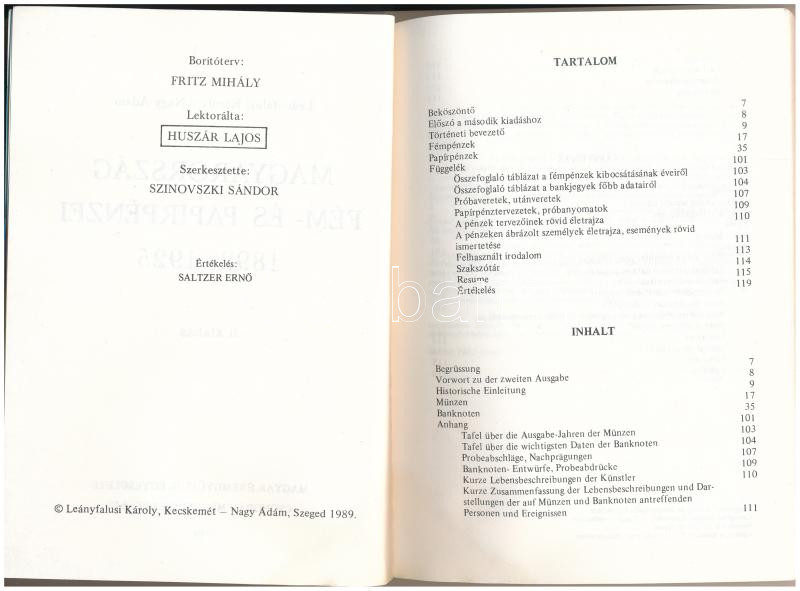 Borítóterv:
FRITZ MIHÁLY
Lektorálta:
HUSZÁR LAJOS
Szerkesztette:
SZINOVSZKI SÁNDOR
Értékelés:
SALTZER ERNŐ
© Leányfalusi Károly, Kecskemét – Nagy Ádám, Szeged 1989.
TARTALOM
Beköszöntő 7
Előszó a második kiadáshoz 8
Történeti bevezető 9
Fémpénzek 17
Papírpénzek 35
Függelék 101
Összefoglaló táblázat a fémpénzek kibocsátásának éveiről 103
Összefoglaló táblázat a bankjegyek főbb adatairól 104
Próbaveretek, utánveretek 107
Papírpénztervezetek, próbanyomatok 109
A pénzek tervezőinek rövid életrajza 110
A pénzeken ábrázolt személyek életrajza, események rövid
ismertetése 111
Felhasznált irodalom 113
Szakszótár 114
Resume 115
Értékelés 119
INHALT
Begrüssung 7
Vorwort zu der zweiten Ausgabe 8
Historische Einleitung 9
Münzen 17
Banknoten 35
Anhang 101
Tafel über die Ausgabe-Jahren der Münzen 103
Tafel über die wichtigsten Daten der Banknoten 104
Probeabschläge, Nachprägungen 107
Banknoten- Entwürfe, Probeabdrücke 109
Kurze Lebensbeschreibungen der Künstler 110
Kurze Zusammenfassung der Lebensbeschreibungen und Dar-
stellungen der auf Münzen und Banknoten antreffenden
Personen und Ereignissen 111